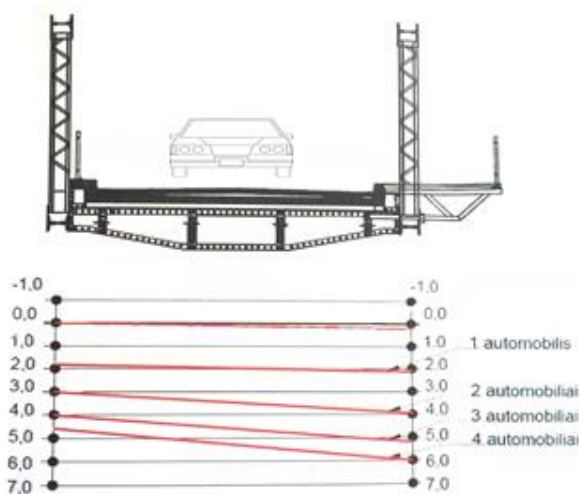 -1,0 -1,0
0,0 0,0
1,0 1,0 1 automobilis
2,0 2,0
3,0 3,0 2 automobiliai
4,0 4,0 3 automobiliai
5,0 5,0 4 automobiliai
6,0 6,0
7,0 7,0